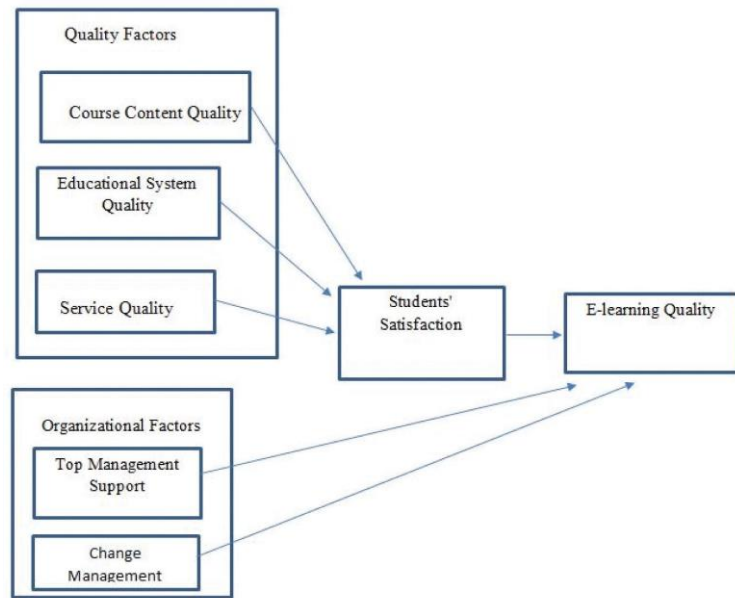 Quality Factors
Course Content Quality
Educational System
Quality
Service Quality
Students'
Satisfaction
E-learning Quality
Organizational Factors
Top Management
Support
Change
Management